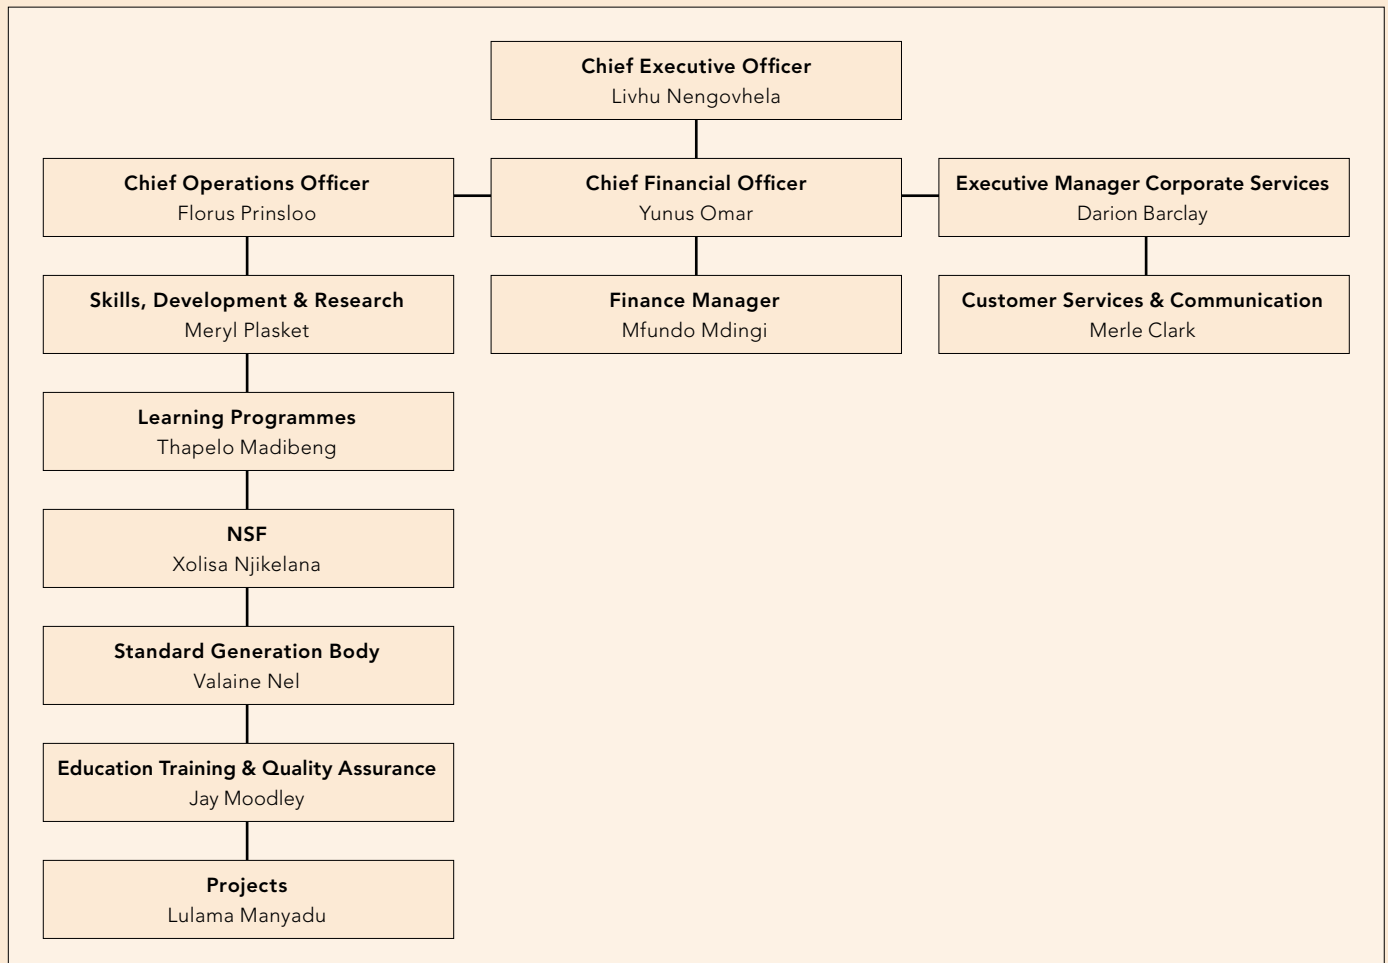 Chief Executive Officer
Livhu Nengovhela
Chief Operations Officer
Florus Prinsloo
Chief Financial Officer
Yunus Omar
Executive Manager Corporate Services
Darion Barclay
Skills, Development & Research
Meryl Plasket
Finance Manager
Mfundo Mdingi
Customer Services & Communication
Merle Clark
Learning Programmes
Thapelo Madibeng
NSF
Xolisa Njikelana
Standard Generation Body
Valaine Nel
Education Training & Quality Assurance
Jay Moodley
Projects
Lulama Manyadu